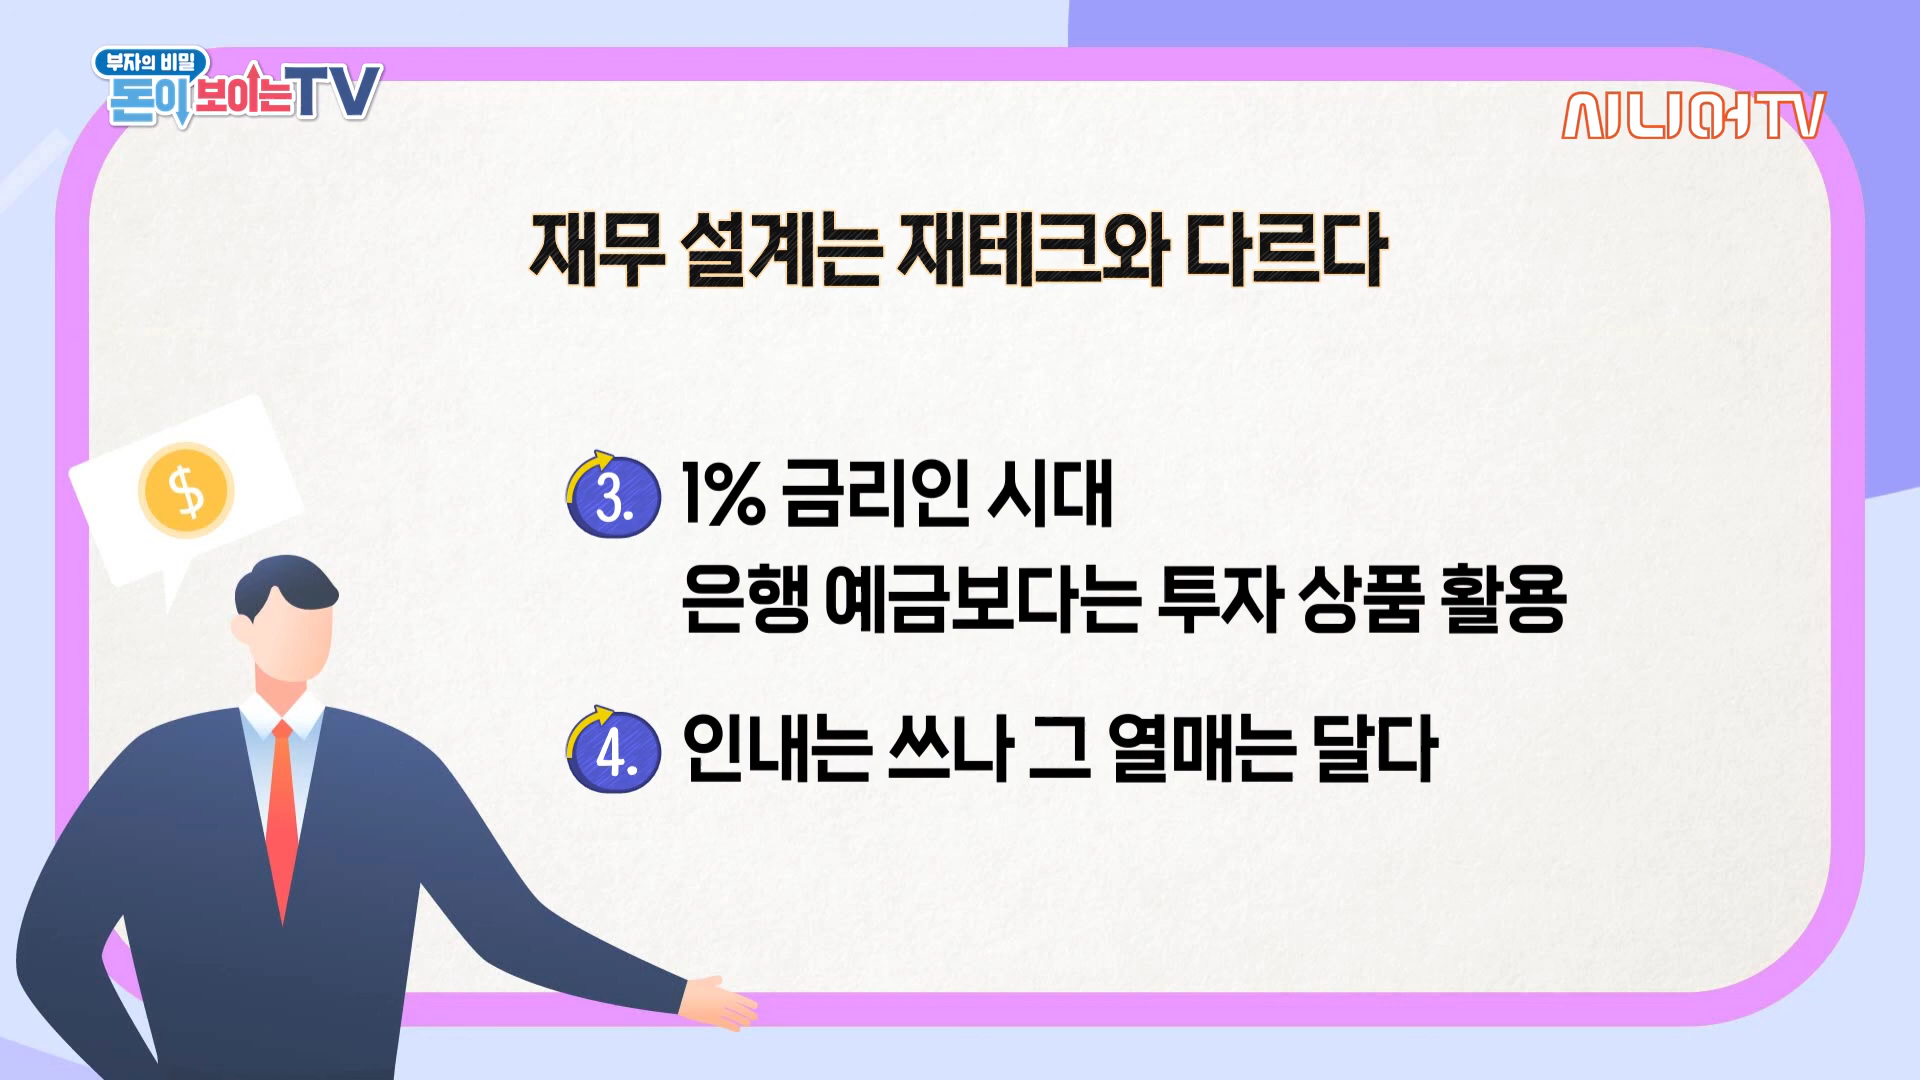 부자의 비밀
돈이 보이는TV
시니어TV
재무 설계는 재테크와 다르다
3. 1% 금리인 시대
은행 예금보다는 투자 상품 활용
4. 인내는 쓰나 그 열매는 달다
$